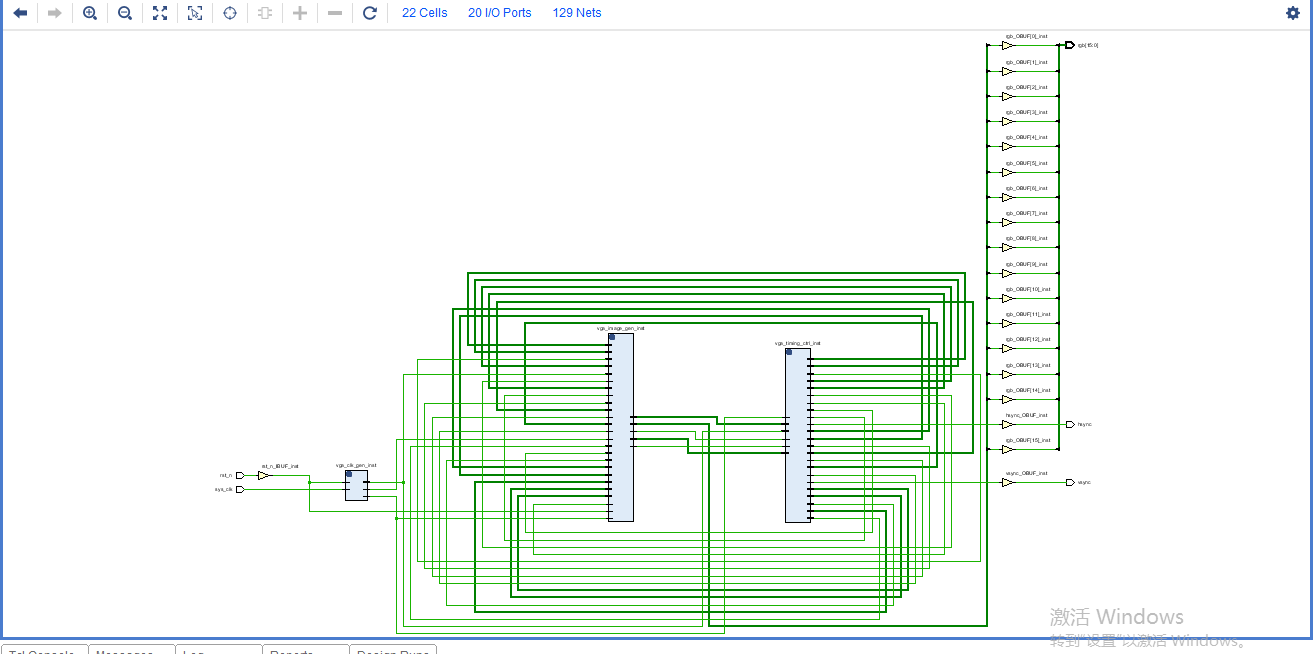 22 Cells 20 I/O Ports 129 Nets
rgb_OBUF[0]_inst
rgb[15:0]
rgb_OBUF[1]_inst
rgb_OBUF[2]_inst
rgb_OBUF[3]_inst
rgb_OBUF[4]_inst
rgb_OBUF[5]_inst
rgb_OBUF[6]_inst
rgb_OBUF[7]_inst
rgb_OBUF[8]_inst
rgb_OBUF[9]_inst
rgb_OBUF[10]_inst
rgb_OBUF[11]_inst
vga_image_gen_inst
vga_timing_ctrl_inst
rgb_OBUF[12]_inst
rgb_OBUF[13]_inst
rgb_OBUF[14]_inst
hsync_OBUF_inst
hsync
rgb_OBUF[15]_inst
rst_n_IBUF_inst
vga_clk_gen_inst
rst_n
vsync_OBUF_inst
vsync
sys_clk
激活 Windows
转到"设置"以激活 Windows。
Tcl Console Messages Log Reports Design Runs